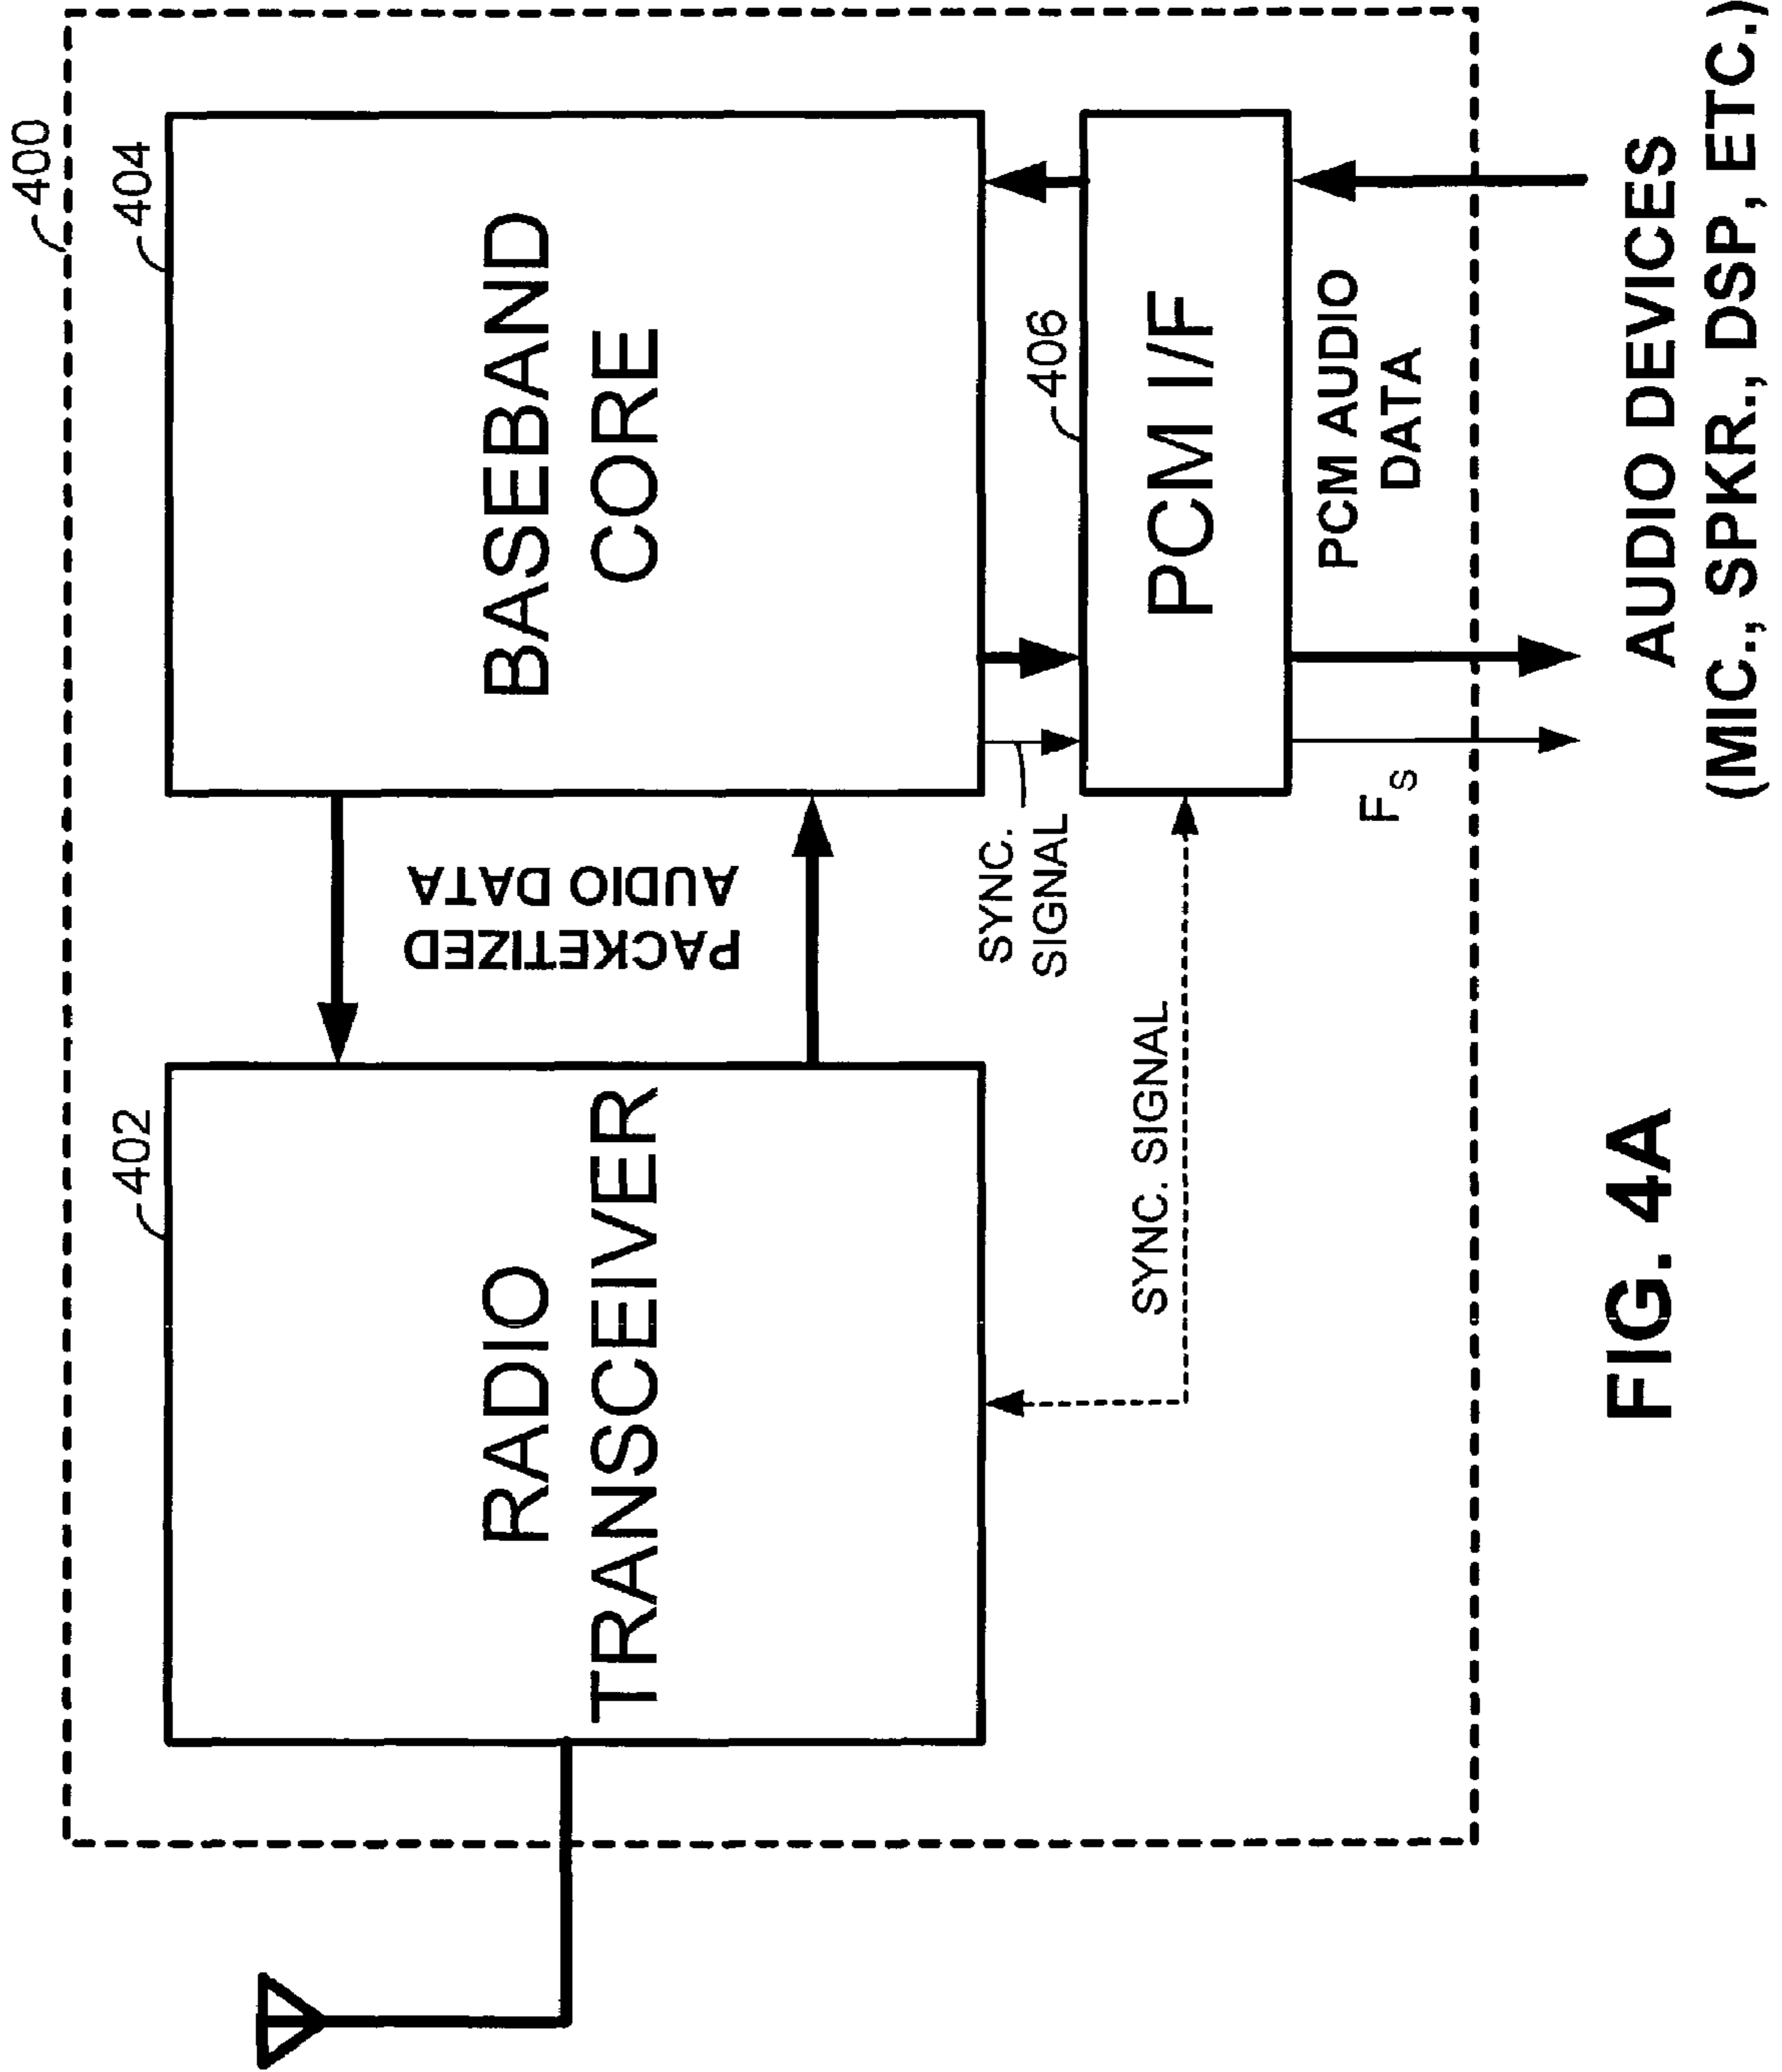 400
402
404
RADIO
TRANSCEIVER
PACKETIZED
AUDIO DATA
BASEBAND
CORE
SYNC.
SIGNAL
406
SYNC. SIGNAL
PCM I/F
F_S
PCM AUDIO
DATA
FIG. 4A
AUDIO DEVICES
(MIC., SPKR., DSP, ETC.)